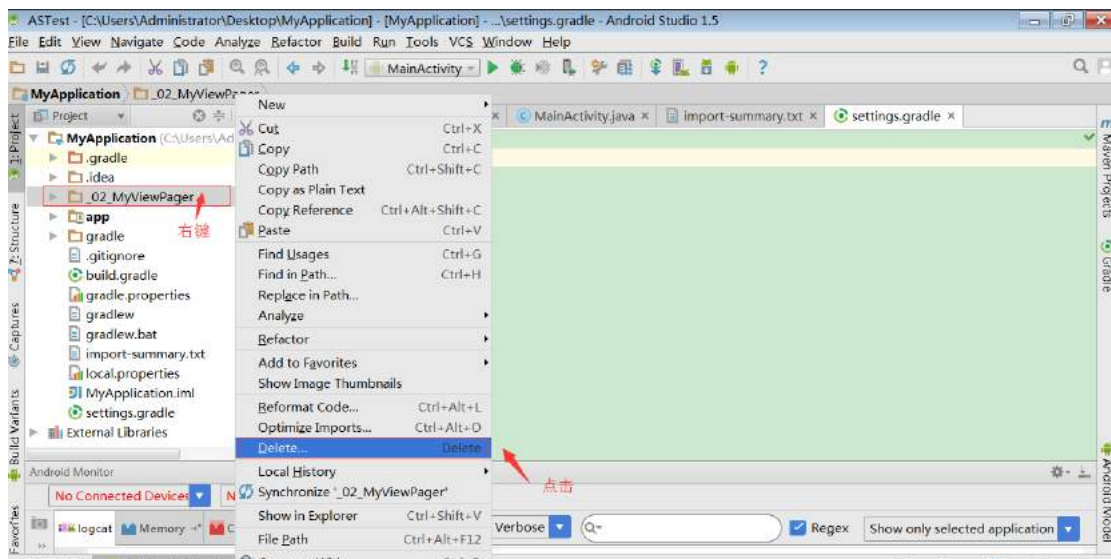 ASTest - [C:\Users\Administrator\Desktop\MyApplication] - [MyApplication] - ...\settings.gradle - Android Studio 1.5
File Edit View Navigate Code Analyze Refactor Build Run Tools VCS Window Help
MainActivity
MyApplication _02_MyViewPager
Project
MainActivity.java × import-summary.txt × settings.gradle ×
1: Project
7: Structure
Captures
Build Variants
Favorites
MyApplication (C:\Users\Ad
.gradle
.idea
_02_MyViewPager
app
gradle
.gitignore
build.gradle
gradle.properties
gradlew
gradlew.bat
import-summary.txt
local.properties
MyApplication.iml
settings.gradle
External Libraries
右键
New
Cut Ctrl+X
Copy Ctrl+C
Copy Path Ctrl+Shift+C
Copy as Plain Text
Copy Reference Ctrl+Alt+Shift+C
Paste Ctrl+V
Find Usages Ctrl+G
Find in Path... Ctrl+H
Replace in Path...
Analyze
Refactor
Add to Favorites
Show Image Thumbnails
Reformat Code... Ctrl+Alt+L
Optimize Imports... Ctrl+Alt+O
Delete... Delete
Local History
Synchronize '_02_MyViewPager'
Show in Explorer Ctrl+Shift+V
File Path Ctrl+Alt+F12
点击
Maven Projects
Gradle
Android Model
Android Monitor
No Connected Devices N
logcat Memory C
Verbose Regex Show only selected application